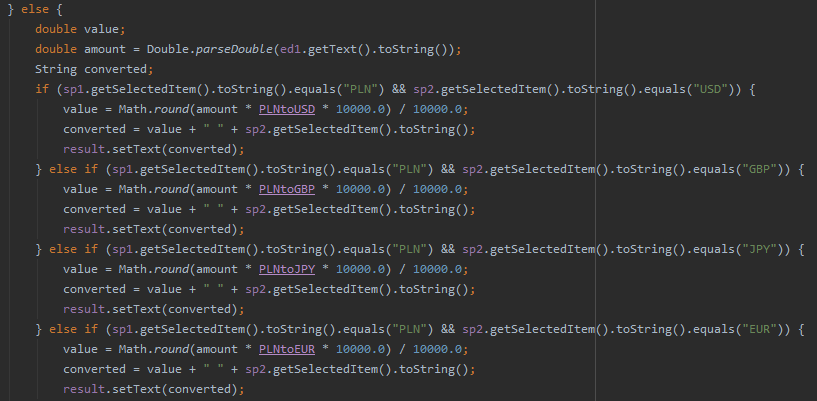 } else {
double value;
double amount = Double.parseDouble(ed1.getText().toString());
String converted;
if (sp1.getSelectedItem().toString().equals("PLN") && sp2.getSelectedItem().toString().equals("USD")) {
value = Math.round(amount * PLNtoUSD * 10000.0) / 10000.0;
converted = value + " " + sp2.getSelectedItem().toString();
result.setText(converted);
} else if (sp1.getSelectedItem().toString().equals("PLN") && sp2.getSelectedItem().toString().equals("GBP")) {
value = Math.round(amount * PLNtoGBP * 10000.0) / 10000.0;
converted = value + " " + sp2.getSelectedItem().toString();
result.setText(converted);
} else if (sp1.getSelectedItem().toString().equals("PLN") && sp2.getSelectedItem().toString().equals("JPY")) {
value = Math.round(amount * PLNtoJPY * 10000.0) / 10000.0;
converted = value + " " + sp2.getSelectedItem().toString();
result.setText(converted);
} else if (sp1.getSelectedItem().toString().equals("PLN") && sp2.getSelectedItem().toString().equals("EUR")) {
value = Math.round(amount * PLNtoEUR * 10000.0) / 10000.0;
converted = value + " " + sp2.getSelectedItem().toString();
result.setText(converted);